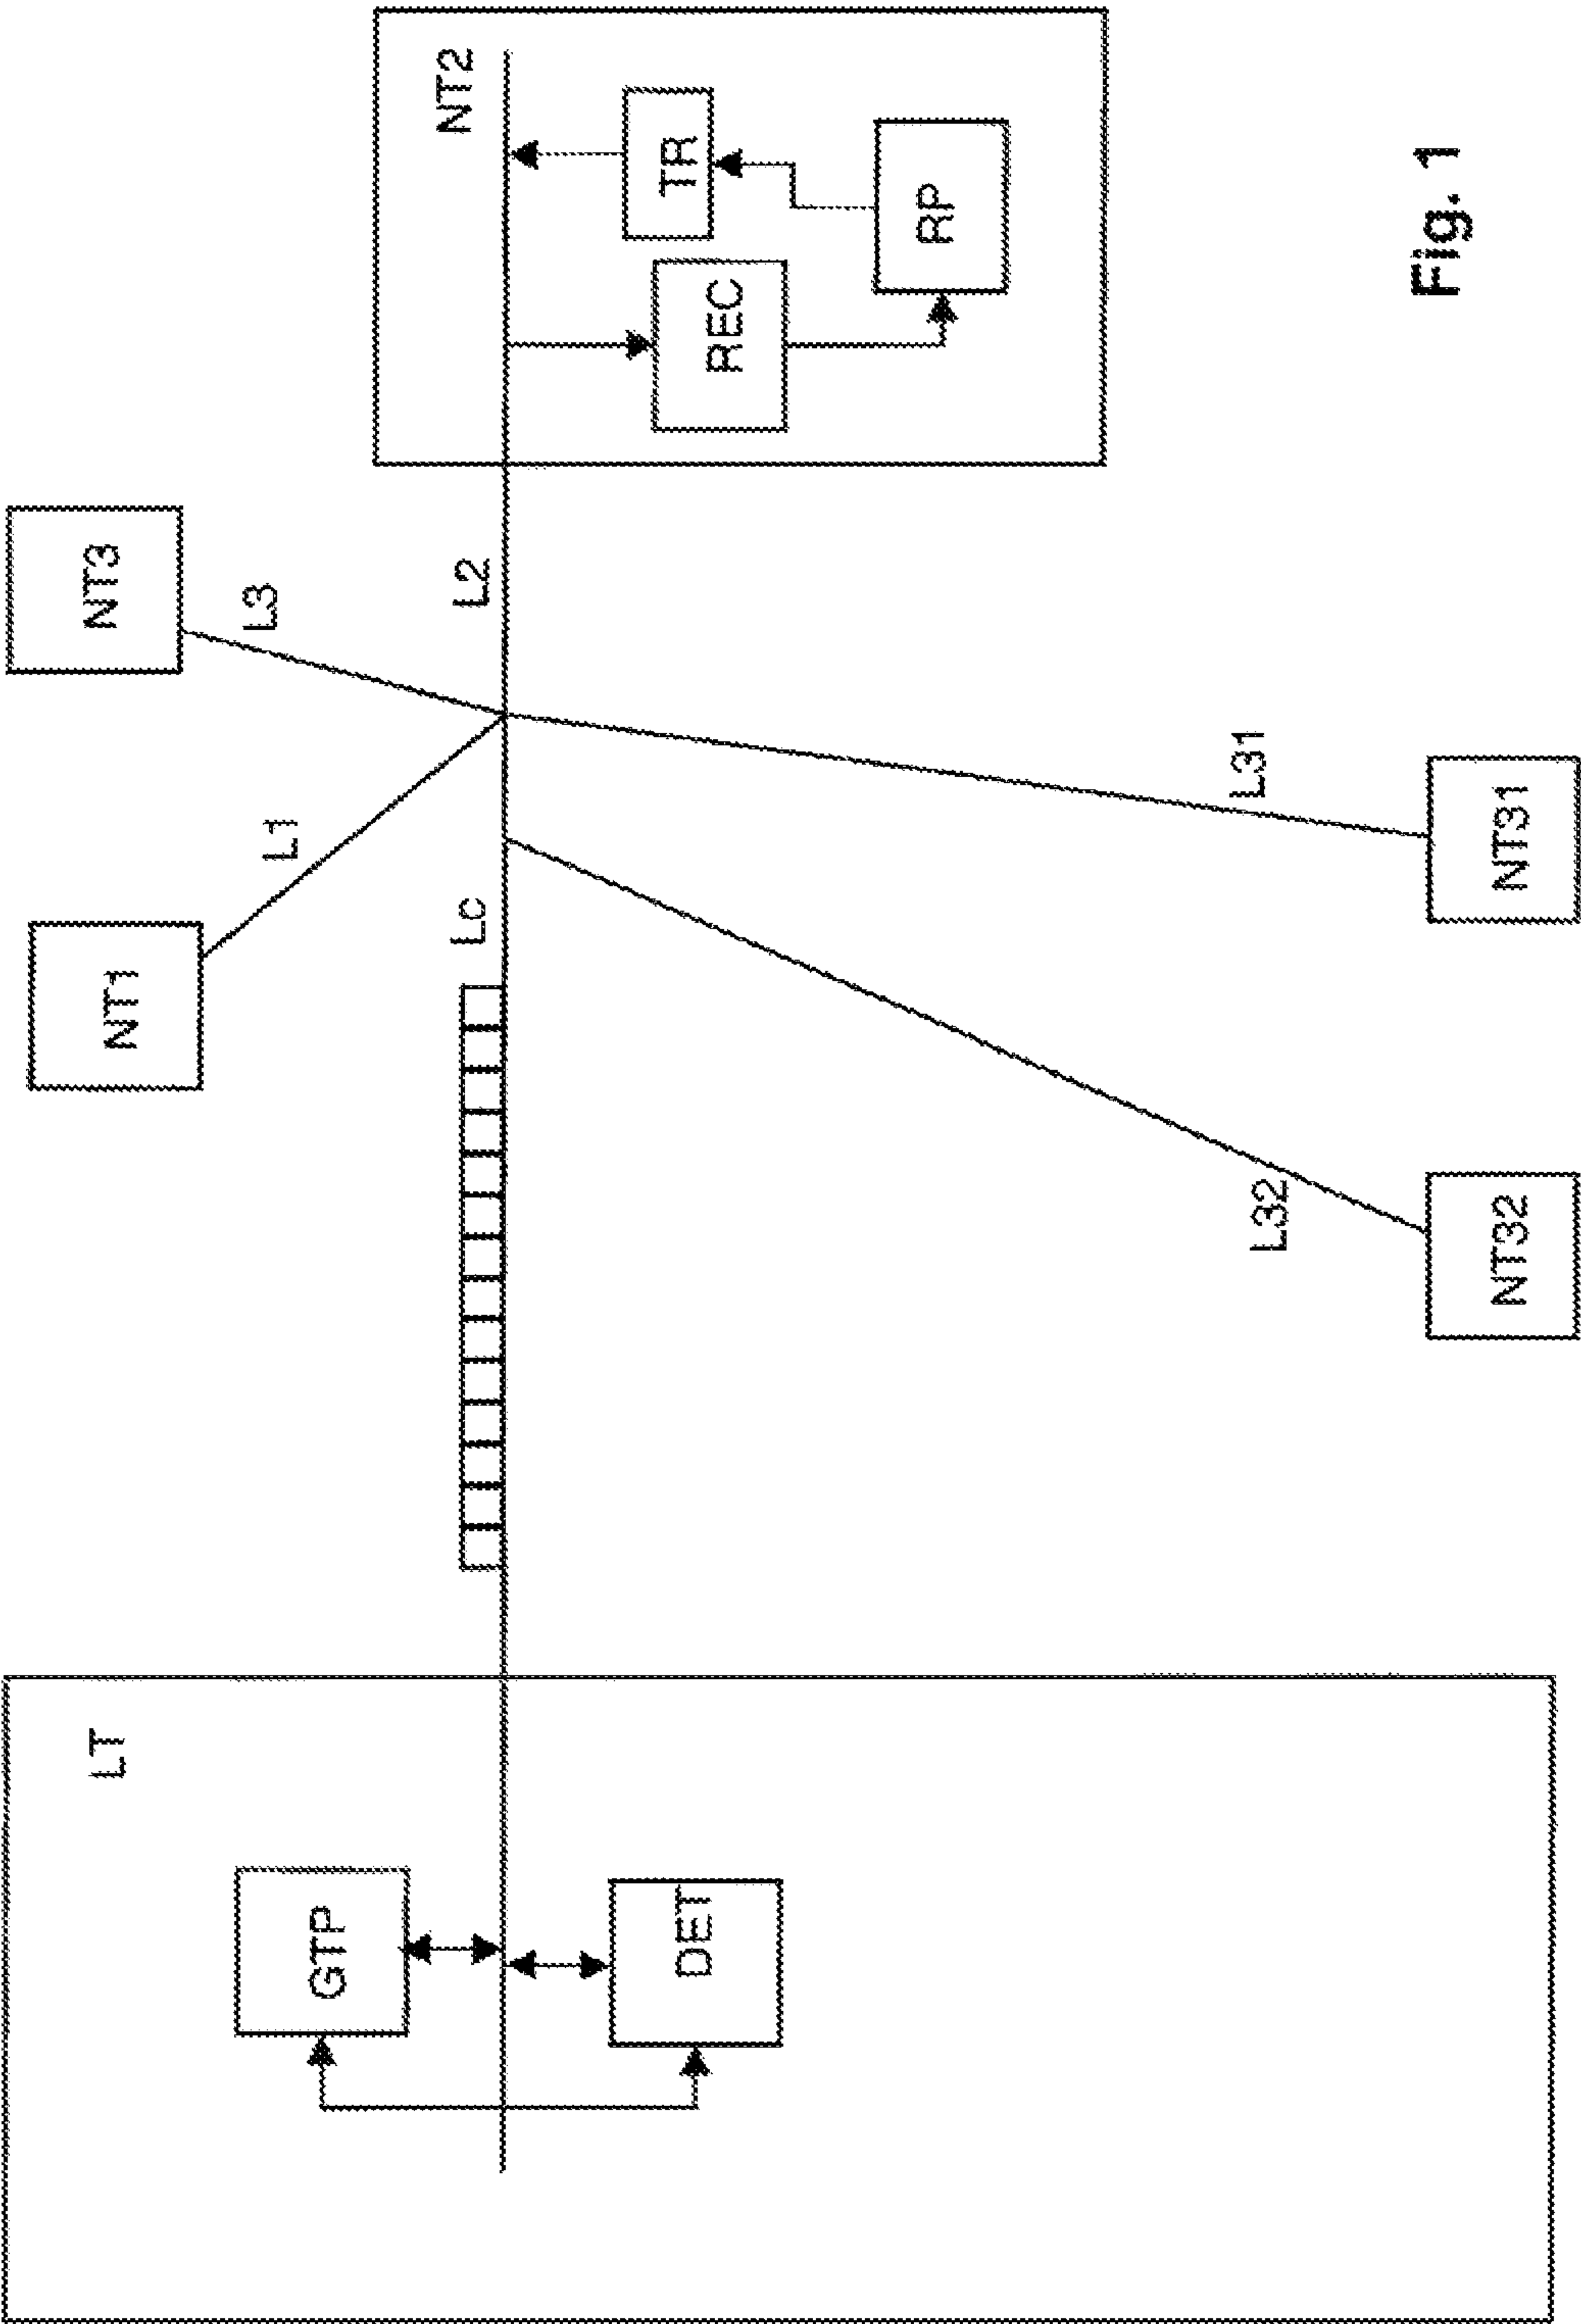 LT
GTP
DET
Lc
NT1
L1
NT3
L3
L2
NT2
REC
TR
RP
L31
NT31
L32
NT32
Fig. 1